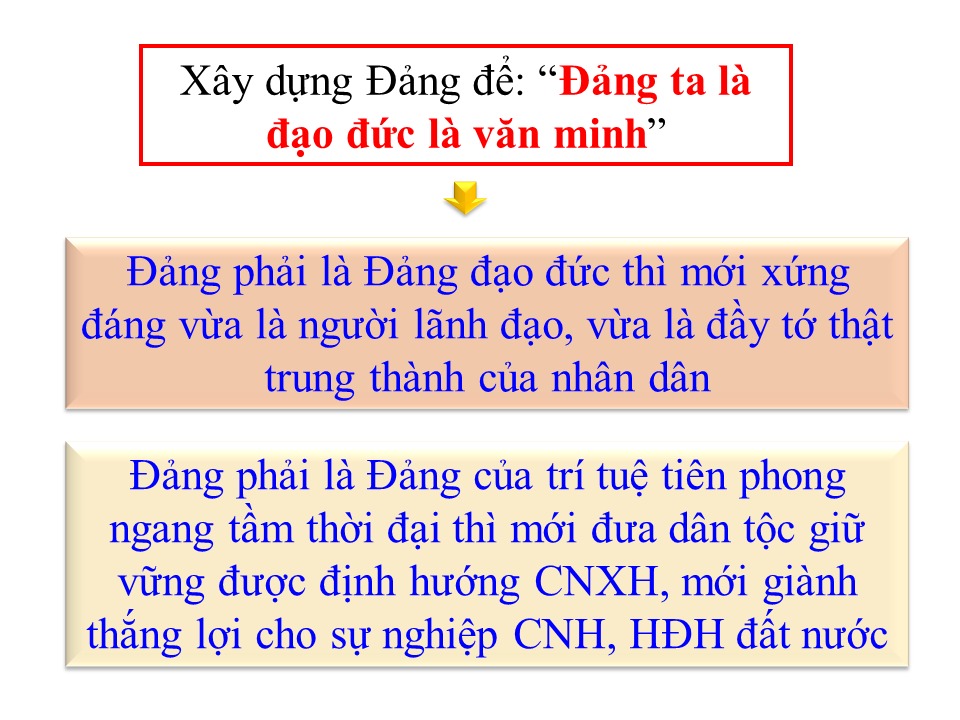 Xây dựng Đảng để: “Đảng ta là
đạo đức là văn minh”
Đảng phải là Đảng đạo đức thì mới xứng
đáng vừa là người lãnh đạo, vừa là đầy tớ thật
trung thành của nhân dân
Đảng phải là Đảng của trí tuệ tiên phong
ngang tầm thời đại thì mới đưa dân tộc giữ
vững được định hướng CNXH, mới giành
thắng lợi cho sự nghiệp CNH, HĐH đất nước